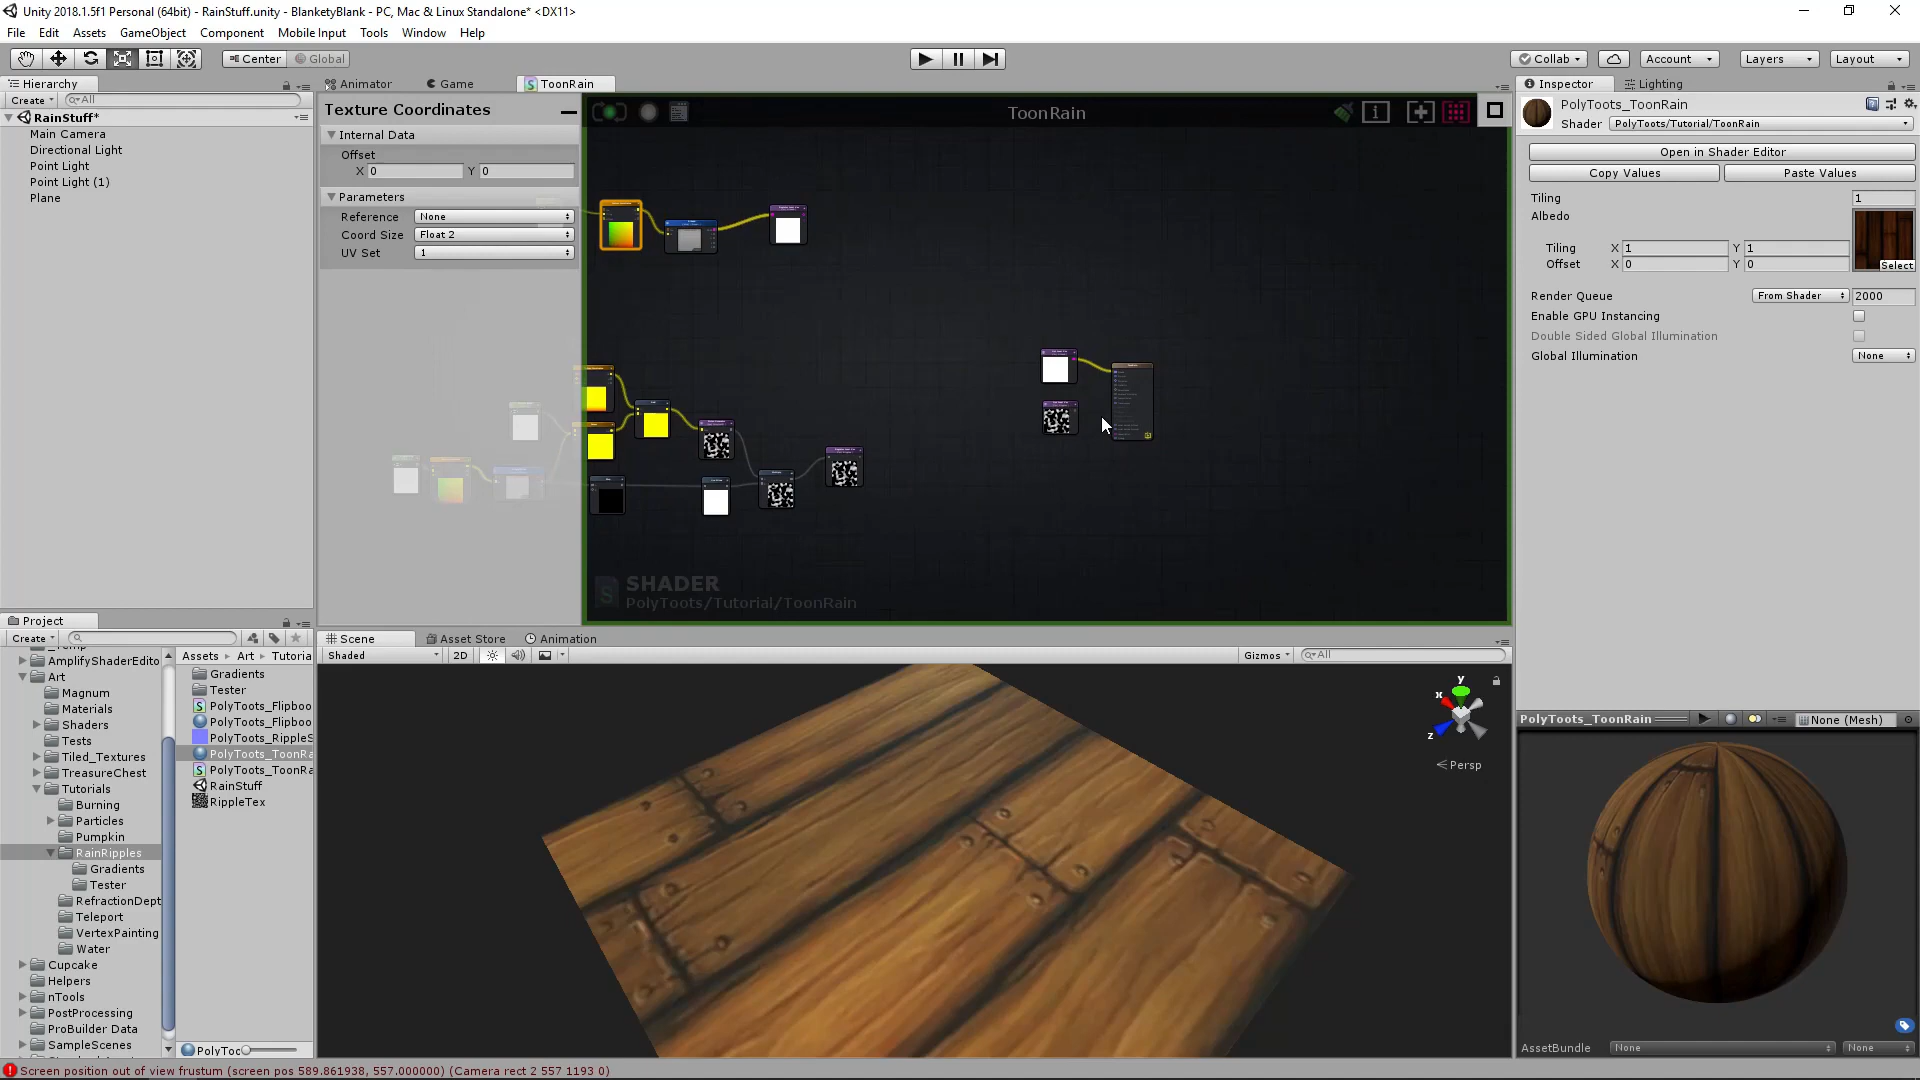 Unity 2018.1.5f1 Personal (64bit) - RainStuff.unity - BlanketyBlank - PC, Mac & Linux Standalone* <DX11>
File Edit Assets GameObject Component Mobile Input Tools Window Help
Center Global Collab Account Layers Layout
Hierarchy
Create All
RainStuff*
Main Camera
Directional Light
Point Light
Point Light (1)
Plane
Animator Game ToonRain
Texture Coordinates
Internal Data
Offset
X 0 Y 0
Parameters
Reference None
Coord Size Float 2
UV Set 1
ToonRain
SHADER
PolyToots/Tutorial/ToonRain
Inspector Lighting
PolyToots_ToonRain
Shader PolyToots/Tutorial/ToonRain
Open in Shader Editor
Copy Values Paste Values
Tiling 1
Albedo
Tiling X 1 Y 1
Offset X 0 Y 0
Select
Render Queue From Shader 2000
Enable GPU Instancing
Double Sided Global Illumination
Global Illumination None
Project
Create
AmplifyShaderEdito
Art
Magnum
Materials
Shaders
Tests
Tiled_Textures
TreasureChest
Tutorials
Burning
Particles
Pumpkin
RainRipples
Gradients
Tester
RefractionDept
Teleport
VertexPainting
Water
Cupcake
Helpers
nTools
PostProcessing
ProBuilder Data
SampleScenes
Assets Art Tutoria
Gradients
Tester
PolyToots_Flipboo
PolyToots_Flipboo
PolyToots_RippleS
PolyToots_ToonRa
PolyToots_ToonRa
RainStuff
RippleTex
PolyToo
Scene Asset Store Animation
Shaded 2D Gizmos All
y
x
z
Persp
PolyToots_ToonRain None (Mesh)
AssetBundle None None
Screen position out of view frustum (screen pos 589.861938, 557.000000) (Camera rect 2 557 1193 0)